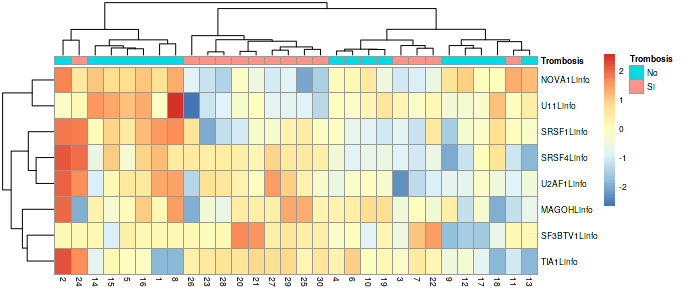 Trombosis
NOVA1Linfo
U11Linfo
SRSF1Linfo
SRSF4Linfo
U2AF1Linfo
MAGOHLinfo
SF3BTV1Linfo
TIA1Linfo
2 24 14 15 5 16 1 8 26 23 28 20 21 27 29 25 30 4 6 10 19 3 7 22 9 12 17 18 11 13
2
1
0
-1
-2
Trombosis
No
Si